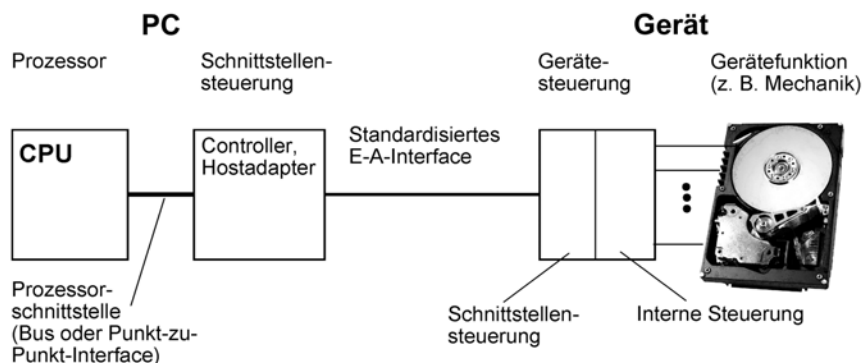 PC
Gerät
Prozessor
Schnittstellen-
steuerung
Geräte-
steuerung
Gerätefunktion
(z. B. Mechanik)
CPU
Controller,
Hostadapter
Standardisiertes
E-A-Interface
Prozessor-
schnittstelle
(Bus oder Punkt-zu-
Punkt-Interface)
Schnittstellen-
steuerung
Interne Steuerung